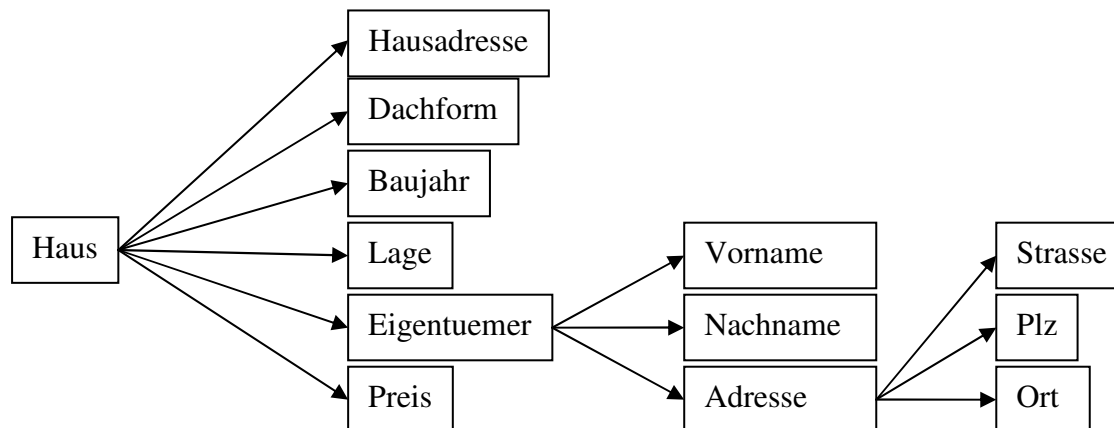 Hausadresse
Dachform
Baujahr
Haus
Lage
Vorname
Strasse
Eigentuemer
Nachname
Plz
Preis
Adresse
Ort